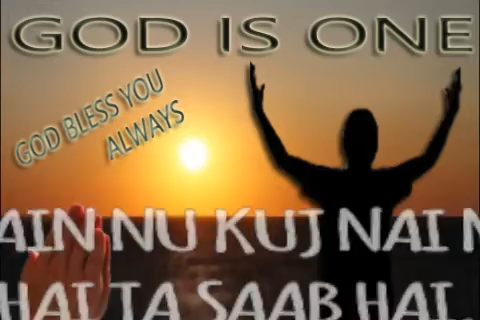 GOD IS ONE
GOD BLESS YOU
ALWAYS
AIN NU KUJ NAI
HAI TA SAAB HAI.